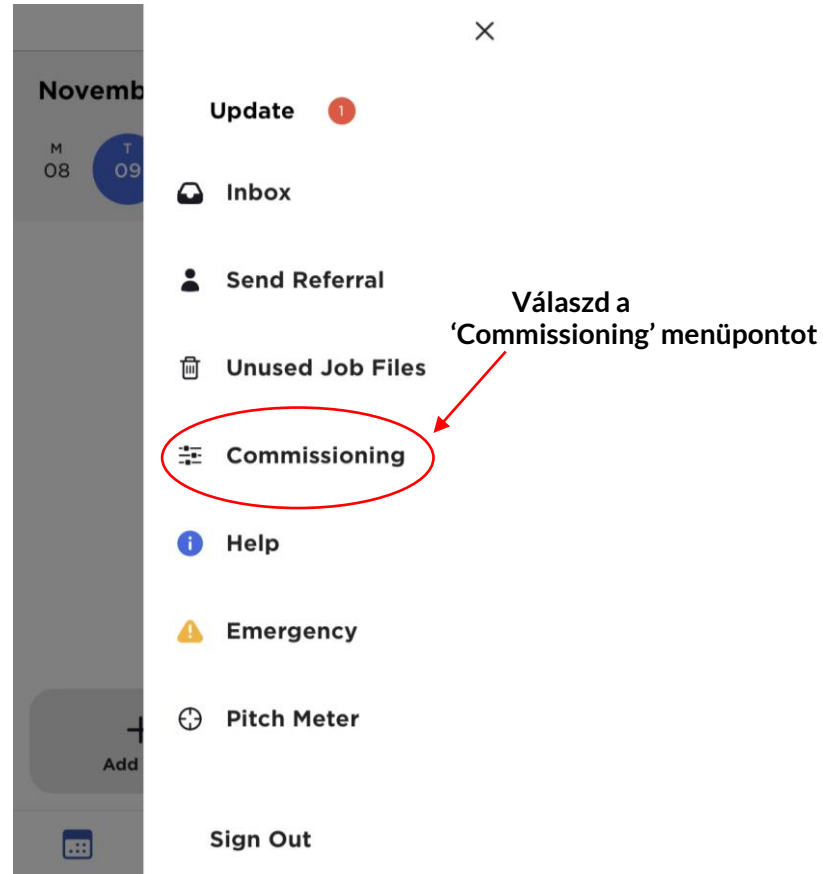 Novemb
M
08
T
09
Update 1
Inbox
Send Referral
Válaszd a
‘Commissioning’ menüpontot
Unused Job Files
Commissioning
Help
Emergency
Pitch Meter
Add
Sign Out